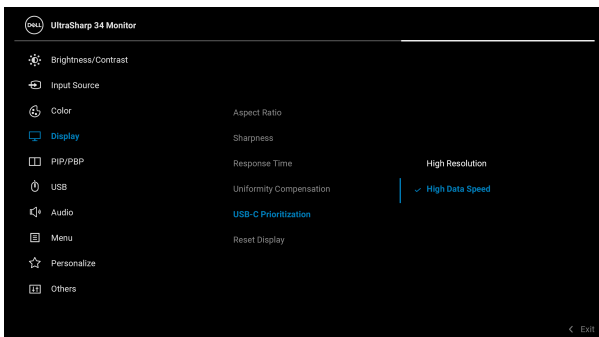 DELL UltraSharp 34 Monitor
Brightness/Contrast
Input Source
Color
Display
PIP/PBP
USB
Audio
Menu
Personalize
Others
Aspect Ratio
Sharpness
Response Time
Uniformity Compensation
USB-C Prioritization
Reset Display
High Resolution
High Data Speed
Exit